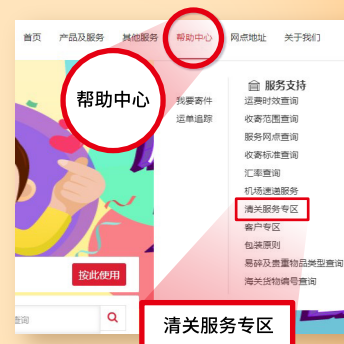 首页 产品及服务 其他服务 帮助中心 网点地址 关于我们
帮助中心
我要寄件
运单追踪
服务支持
运费时效查询
收寄范围查询
服务网点查询
收寄标准查询
汇率查询
机场速递服务
清关服务专区
客户专区
包装原则
易碎及贵重物品类型查询
海关货物编号查询
按此使用
查询
清关服务专区